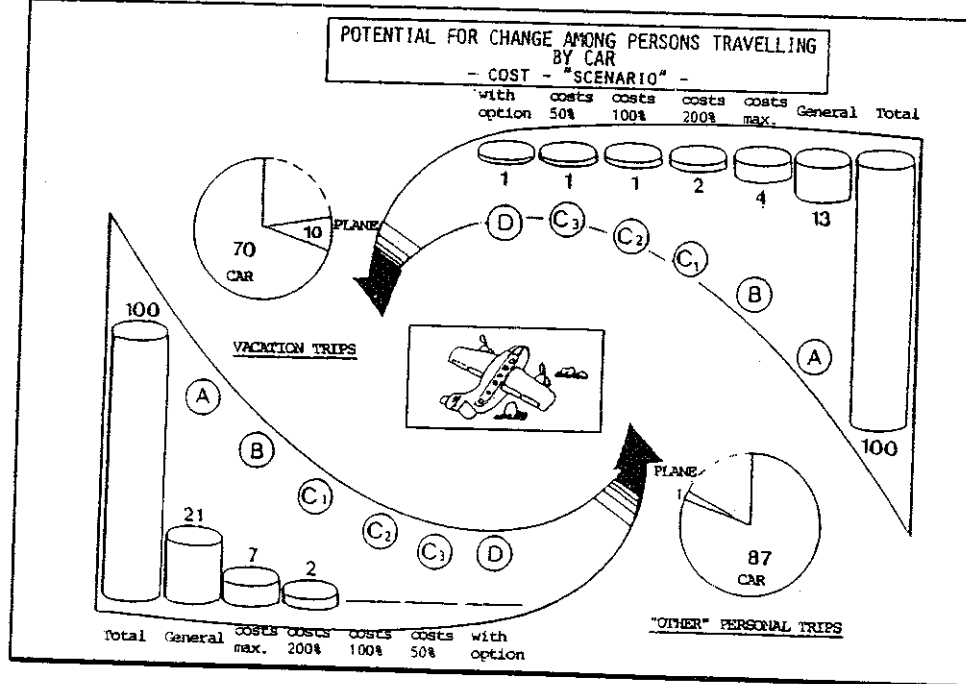 POTENTIAL FOR CHANGE AMONG PERSONS TRAVELLING
BY CAR
- COST - "SCENARIO" -
with option
costs 50%
costs 100%
costs 200%
costs max.
General
Total
1
1
1
2
4
13
100
D
C3
C2
C1
B
A
PLANE
10
70
CAR
VACATION TRIPS
100
21
7
2
A
B
C1
C2
C3
D
PLANE
1
87
CAR
"OTHER" PERSONAL TRIPS
Total
General
costs max.
costs 200%
costs 100%
costs 50%
with option